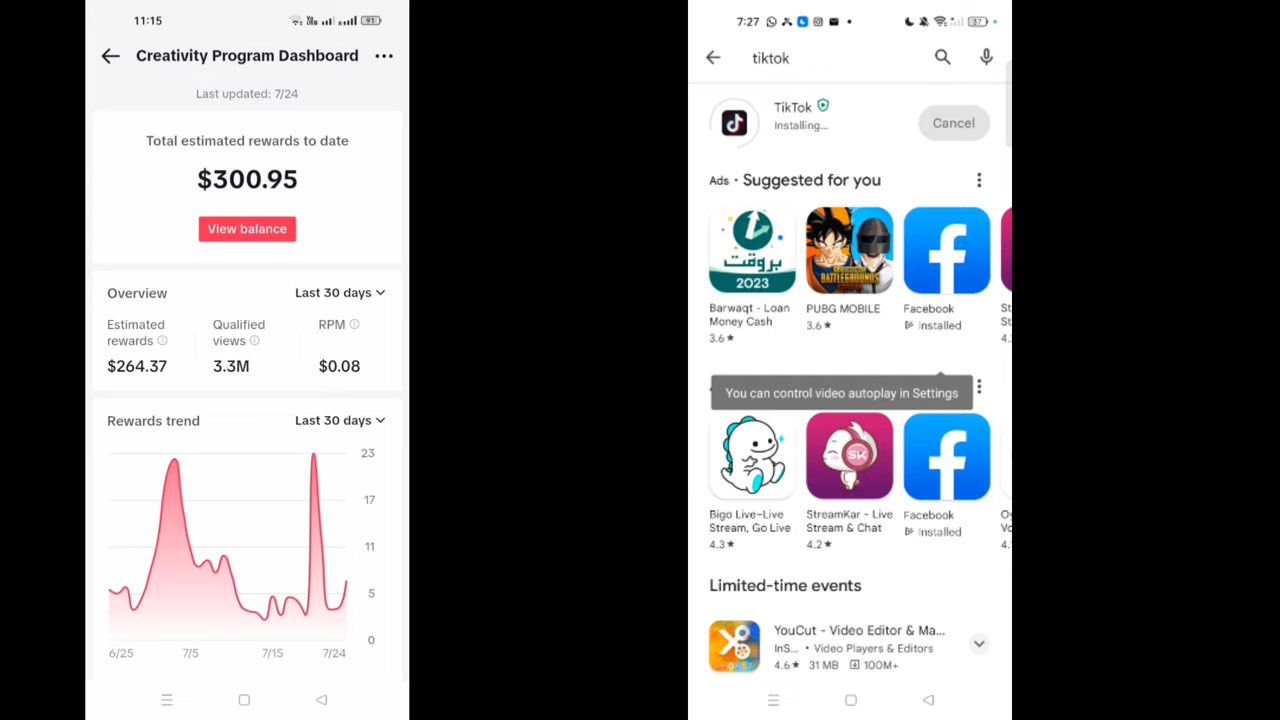 11:15
91
Creativity Program Dashboard
Last updated: 7/24
Total estimated rewards to date
$300.95
View balance
Overview
Last 30 days
Estimated rewards
Qualified views
RPM
$264.37
3.3M
$0.08
Rewards trend
Last 30 days
23
17
11
5
0
6/25
7/5
7/15
7/24
7:27
37
tiktok
TikTok
Installing...
Cancel
Ads • Suggested for you
بروقت
2023
BATTLEGROUNDS
Barwaqt - Loan
Money Cash
3.6★
PUBG MOBILE
3.6★
Facebook
Installed
You can control video autoplay in Settings
SK
Bigo Live–Live
Stream, Go Live
4.3★
StreamKar - Live
Stream & Chat
4.2★
Facebook
Installed
Limited-time events
YouCut - Video Editor & Ma...
InS... • Video Players & Editors
4.6★ 31 MB 100M+